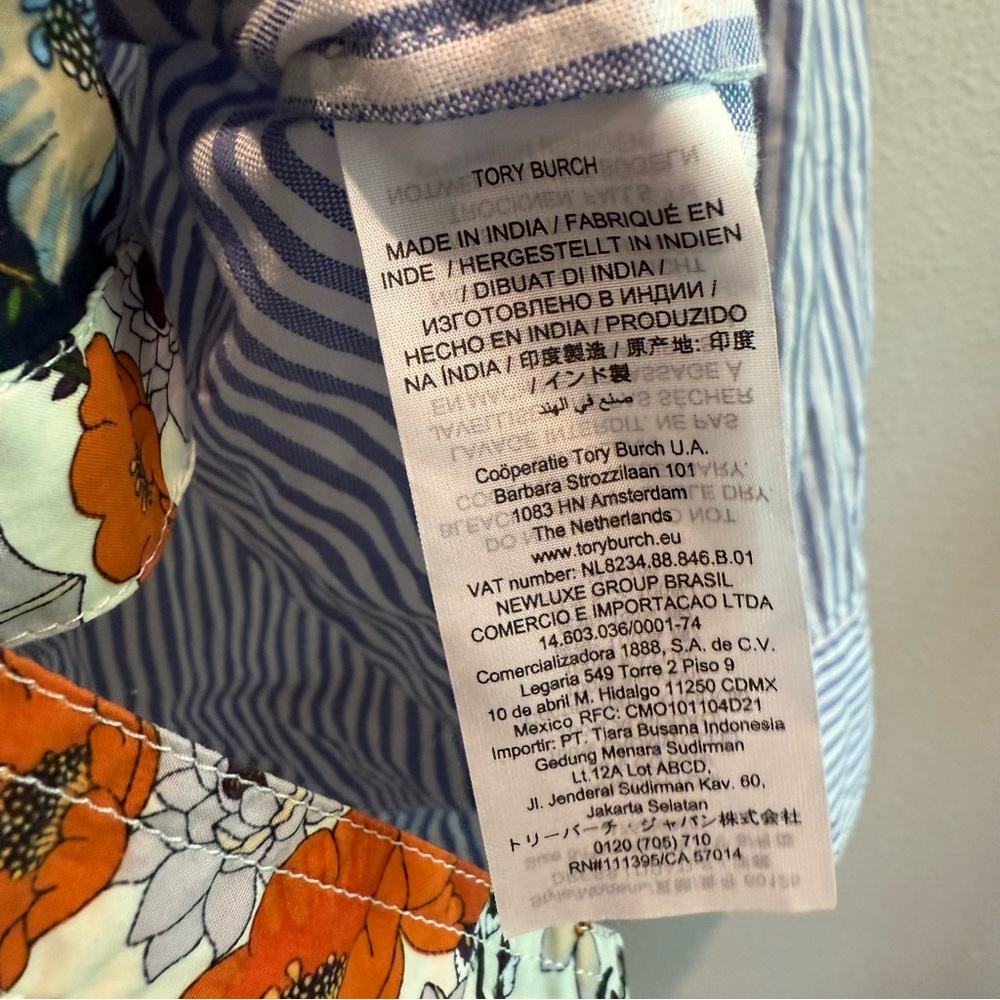 TORY BURCH
MADE IN INDIA / FABRIQUÉ EN
INDE / HERGESTELLT IN INDIEN
/ DIBUAT DI INDIA /
ИЗГОТОВЛЕНО В ИНДИИ /
HECHO EN INDIA / PRODUZIDO
NA ÍNDIA / 印度製造 / 原产地: 印度
/ インド製
صنع في الهند
Coöperatie Tory Burch U.A.
Barbara Strozzilaan 101
1083 HN Amsterdam
The Netherlands
www.toryburch.eu
VAT number: NL8234.88.846.B.01
NEWLUXE GROUP BRASIL
COMERCIO E IMPORTACAO LTDA
14.603.036/0001-74
Comercializadora 1888, S.A. de C.V.
Legaria 549 Torre 2 Piso 9
10 de abril M. Hidalgo 11250 CDMX
Mexico RFC: CMO101104D21
Importir: PT. Tiara Busana Indonesia
Gedung Menara Sudirman
Lt.12A Lot ABCD,
Jl. Jenderal Sudirman Kav. 60,
Jakarta Selatan
トリーバーチ・ジャパン株式会社
0120 (705) 710
RN#111395/CA 57014